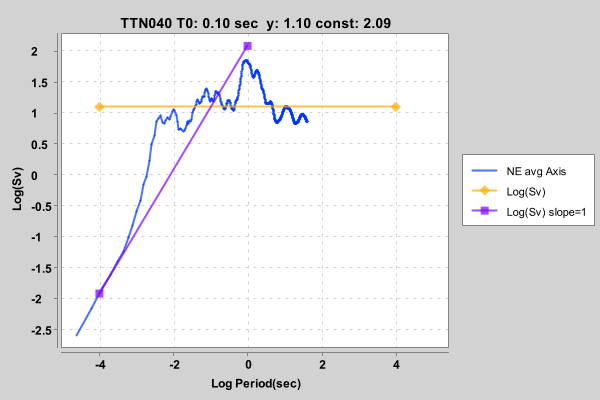 TTN040 T0: 0.10 sec  y: 1.10 const: 2.09
2
1.5
1
0.5
0
-0.5
-1
-1.5
-2
-2.5
Log(Sv)
-4 -2 0 2 4
Log Period(sec)
NE avg Axis
Log(Sv)
Log(Sv) slope=1